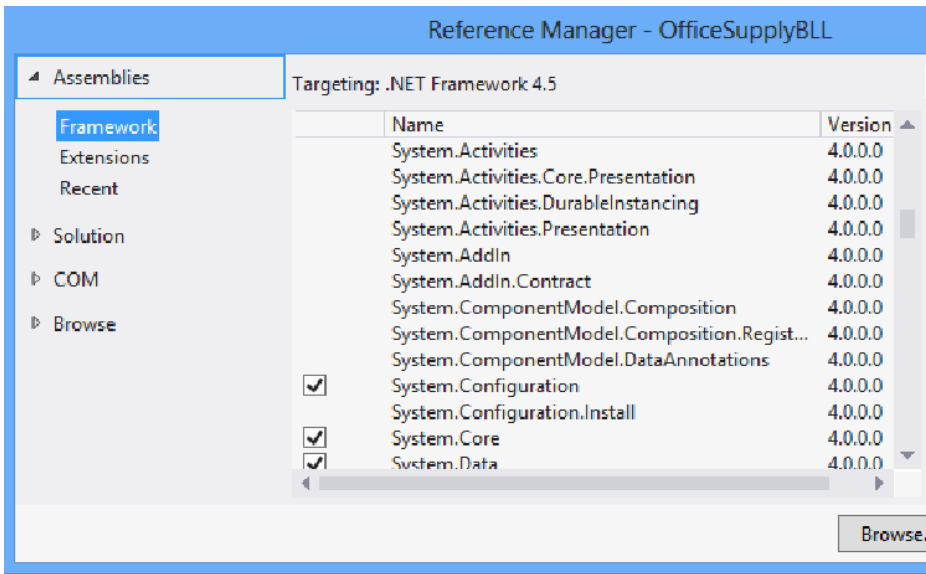 Reference Manager - OfficeSupplyBLL
Assemblies
Framework
Extensions
Recent
Solution
COM
Browse
Targeting: .NET Framework 4.5
Name Version
System.Activities 4.0.0.0
System.Activities.Core.Presentation 4.0.0.0
System.Activities.DurableInstancing 4.0.0.0
System.Activities.Presentation 4.0.0.0
System.AddIn 4.0.0.0
System.AddIn.Contract 4.0.0.0
System.ComponentModel.Composition 4.0.0.0
System.ComponentModel.Composition.Regist... 4.0.0.0
System.ComponentModel.DataAnnotations 4.0.0.0
System.Configuration 4.0.0.0
System.Configuration.Install 4.0.0.0
System.Core 4.0.0.0
System.Data 4.0.0.0
Browse.